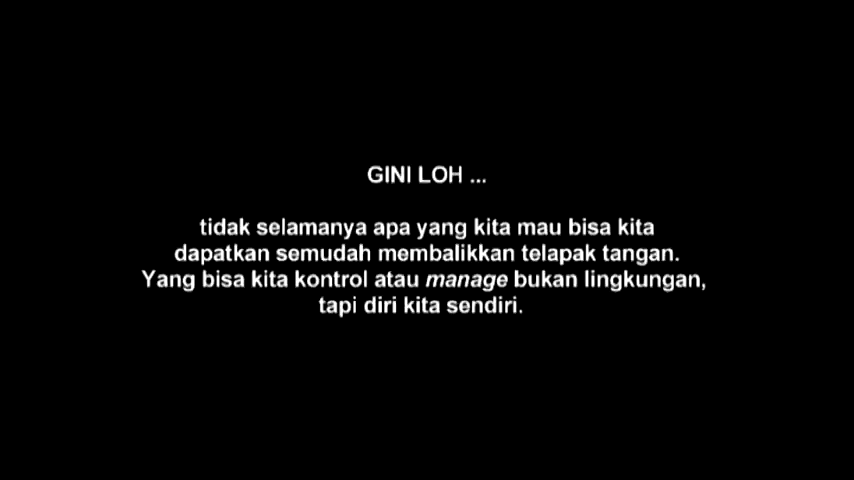 GINI LOH ...
tidak selamanya apa yang kita mau bisa kita
dapatkan semudah membalikkan telapak tangan.
Yang bisa kita kontrol atau manage bukan lingkungan,
tapi diri kita sendiri.